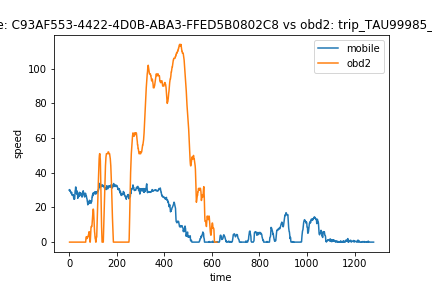 e: C93AF553-4422-4D0B-ABA3-FFED5B0802C8 vs obd2: trip_TAU99985_
mobile
obd2
speed
100
80
60
40
20
0
0 200 400 600 800 1000 1200
time